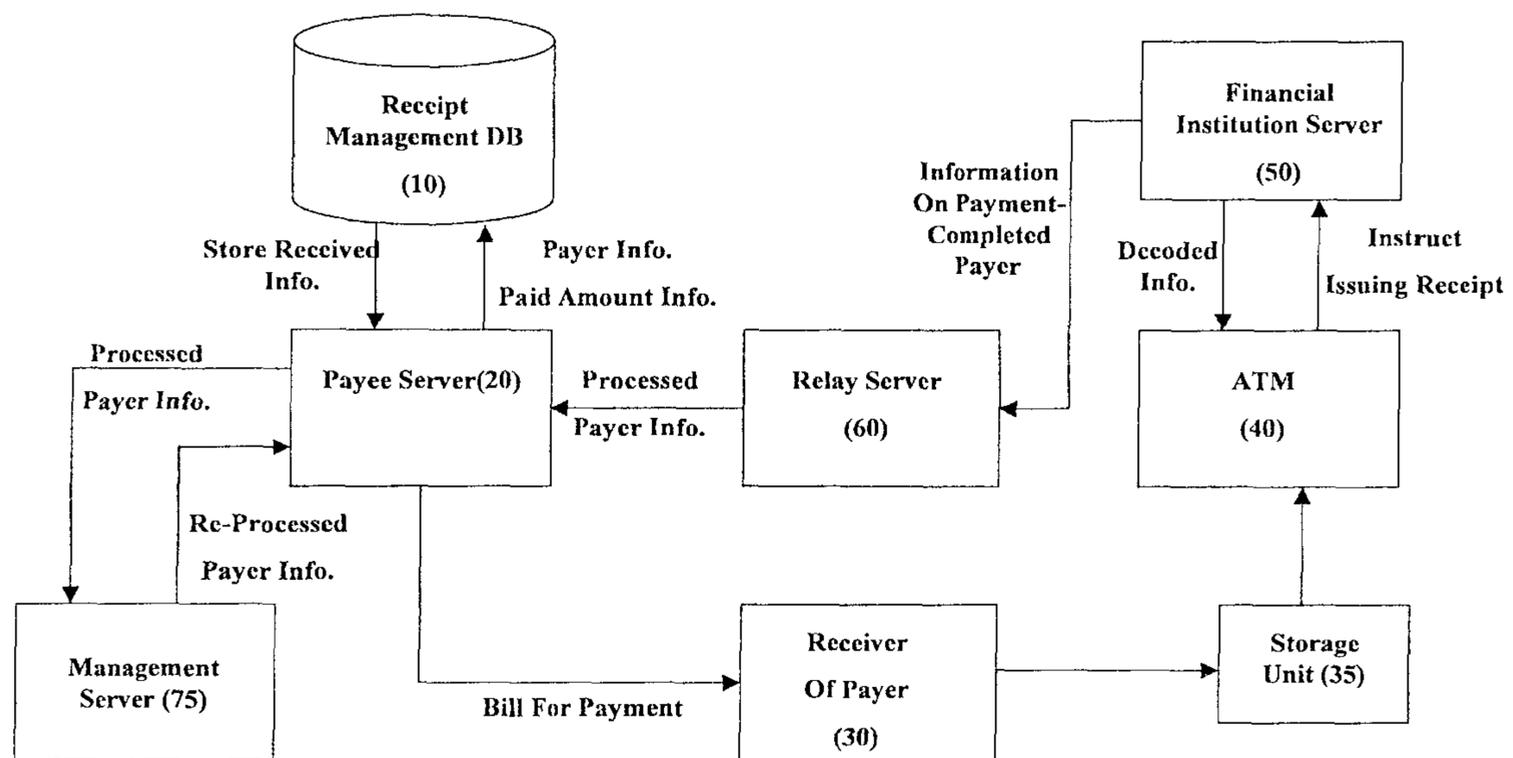 Receipt
Management DB
(10)
Financial
Institution Server
(50)
Information
On Payment-
Completed
Payer
Store Received
Info.
Payer Info.
Paid Amount Info.
Decoded
Info.
Instruct
Issuing Receipt
Processed
Payer Info.
Payee Server(20)
Processed
Payer Info.
Relay Server
(60)
ATM
(40)
Re-Processed
Payer Info.
Management
Server (75)
Bill For Payment
Receiver
Of Payer
(30)
Storage
Unit (35)